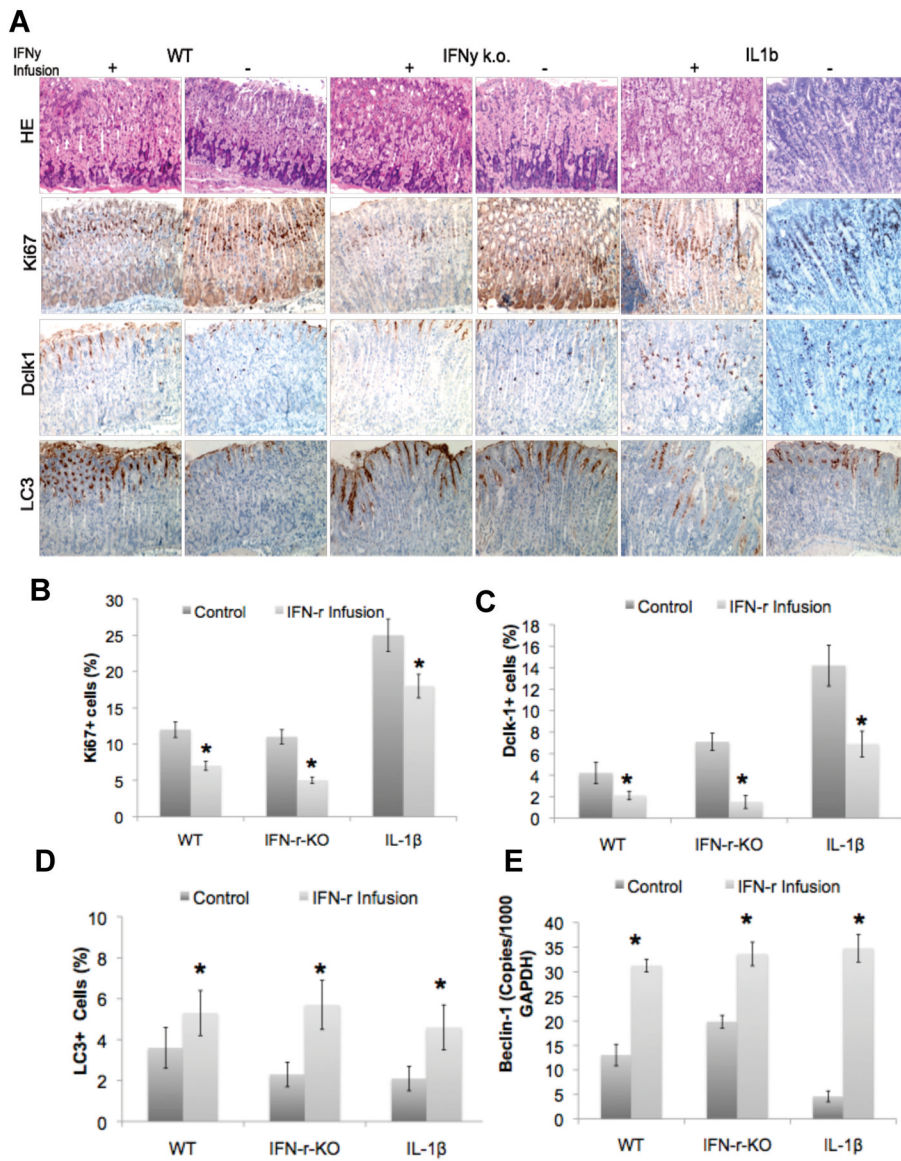 A
IFNy Infusion
WT
IFNy k.o.
IL1b
+ - + - + -
HE
Ki67
Dclk1
LC3
B
Control
IFN-r Infusion
Ki67+ cells (%)
30
25
20
15
10
5
0
*
*
*
WT
IFN-r-KO
IL-1β
C
Control
IFN-r Infusion
Dclk-1+ cells (%)
18
16
14
12
10
8
6
4
2
0
*
*
*
WT
IFN-r-KO
IL-1β
D
Control
IFN-r Infusion
LC3+ Cells (%)
10
8
6
4
2
0
*
*
*
WT
IFN-r-KO
IL-1β
E
Control
IFN-r Infusion
Beclin-1 (Copies/1000
GAPDH)
40
35
30
25
20
15
10
5
0
*
*
*
WT
IFN-r-KO
IL-1β